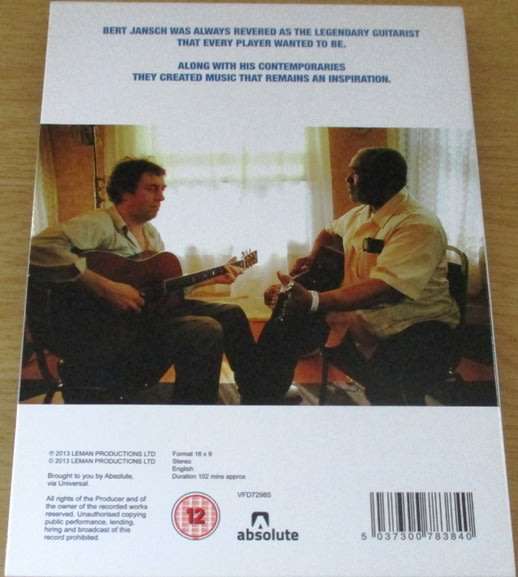 BERT JANSCH WAS ALWAYS REVERED AS THE LEGENDARY GUITARIST
THAT EVERY PLAYER WANTED TO BE.
ALONG WITH HIS CONTEMPORARIES
THEY CREATED MUSIC THAT REMAINS AN INSPIRATION.
℗ 2013 LEMAN PRODUCTIONS LTD
© 2013 LEMAN PRODUCTIONS LTD
Brought to you by Absolute,
via Universal.
All rights of the Producer and of
the owner of the recorded works
reserved. Unauthorised copying
public performance, lending,
hiring and broadcast of this
record prohibited.
Format 16 x 9
Stereo
English
Duration: 102 mins approx
12
VFD72985
absolute
5 037300 783840